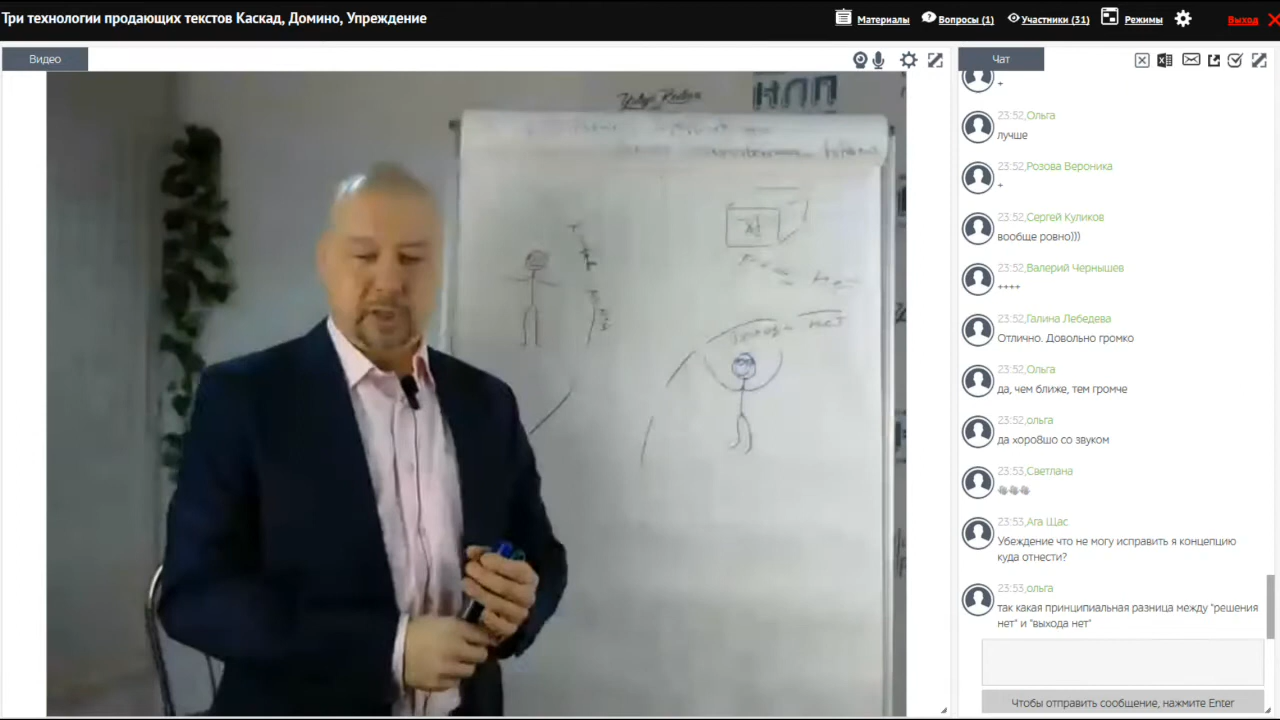 Три технологии продающих текстов Каскад, Домино, Упреждение
Материалы
Вопросы (1)
Участники (31)
Режимы
Выход
Видео
Чат
НЛП
нет
+
23:52,Ольга
лучше
23:52,Розова Вероника
+
23:52,Сергей Куликов
вообще ровно)))
23:52,Валерий Чернышев
++++
23:52,Галина Лебедева
Отлично. Довольно громко
23:52,Ольга
да, чем ближе, тем громче
23:52,ольга
да хоро8шо со звуком
23:53,Светлана
23:53,Ага Щас
Убеждение что не могу исправить я концепцию
куда отнести?
23:53,ольга
так какая принципиальная разница между "решения
нет" и "выхода нет"
Чтобы отправить сообщение, нажмите Enter